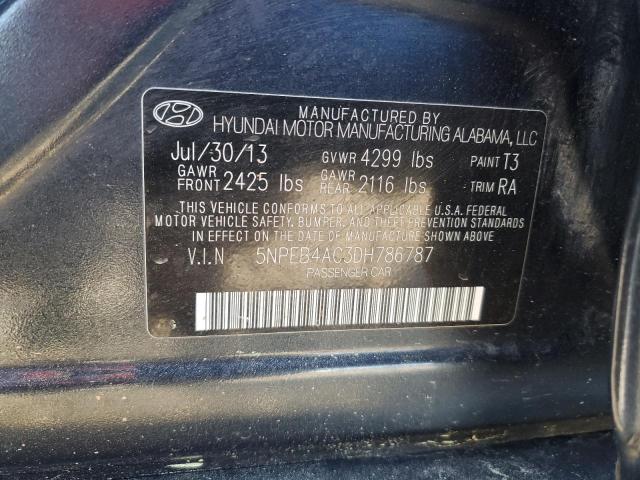 MANUFACTURED BY
HYUNDAI MOTOR MANUFACTURING ALABAMA, LLC
Jul/30/13 GVWR 4299 lbs PAINT T3
GAWR FRONT 2425 lbs GAWR REAR 2116 lbs TRIM RA
THIS VEHICLE CONFORMS TO ALL APPLICABLE U.S.A. FEDERAL
MOTOR VEHICLE SAFETY, BUMPER, AND THEFT PREVENTION STANDARDS
IN EFFECT ON THE DATE OF MANUFACTURE SHOWN ABOVE.
V.I.N 5NPEB4AC3DH786787
PASSENGER CAR